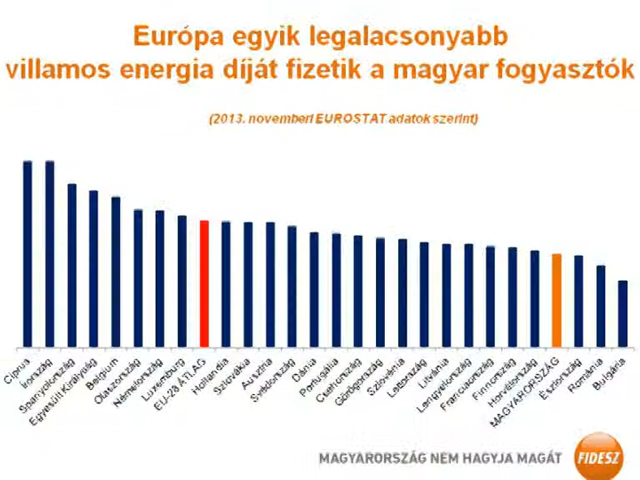 Európa egyik legalacsonyabb
villamos energia díját fizetik a magyar fogyasztók
(2013. novemberi EUROSTAT adatok szerint)
Ciprus
Írország
Spanyolország
Egyesült Királyság
Belgium
Olaszország
Németország
Luxemburg
EU-28 ÁTLAG
Hollandia
Szlovákia
Ausztria
Svédország
Dánia
Portugália
Csehország
Görögország
Szlovénia
Lettország
Litvánia
Lengyelország
Franciaország
Finnország
Horvátország
MAGYARORSZÁG
Észtország
Románia
Bulgária
MAGYARORSZÁG NEM HAGYJA MAGÁT
FIDESZ